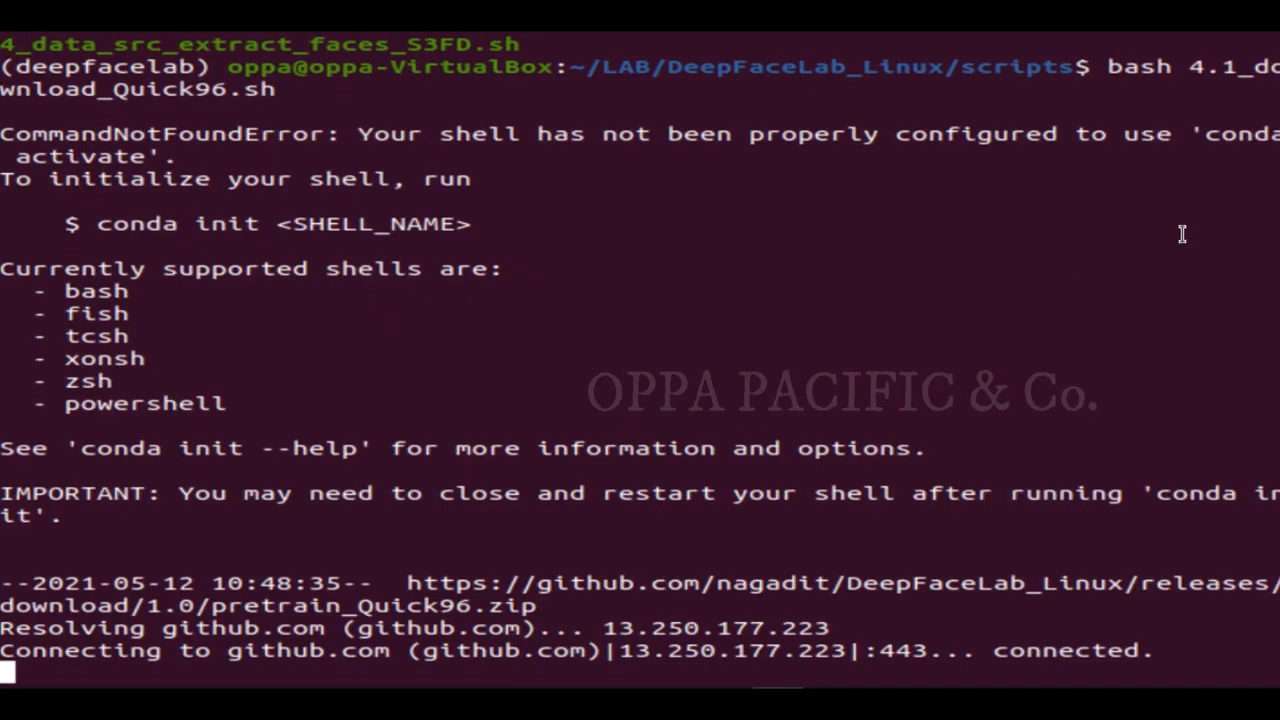 4_data_src_extract_faces_S3FD.sh
(deepfacelab) oppa@oppa-VirtualBox:~/LAB/DeepFaceLab_Linux/scripts$ bash 4.1_do
wnload_Quick96.sh
CommandNotFoundError: Your shell has not been properly configured to use 'conda
activate'.
To initialize your shell, run
$ conda init <SHELL_NAME>
Currently supported shells are:
- bash
- fish
- tcsh
- xonsh
- zsh
- powershell
OPPA PACIFIC & Co.
See 'conda init --help' for more information and options.
IMPORTANT: You may need to close and restart your shell after running 'conda in
it'.
--2021-05-12 10:48:35-- https://github.com/nagadit/DeepFaceLab_Linux/releases/
download/1.0/pretrain_Quick96.zip
Resolving github.com (github.com)... 13.250.177.223
Connecting to github.com (github.com)|13.250.177.223|:443... connected.